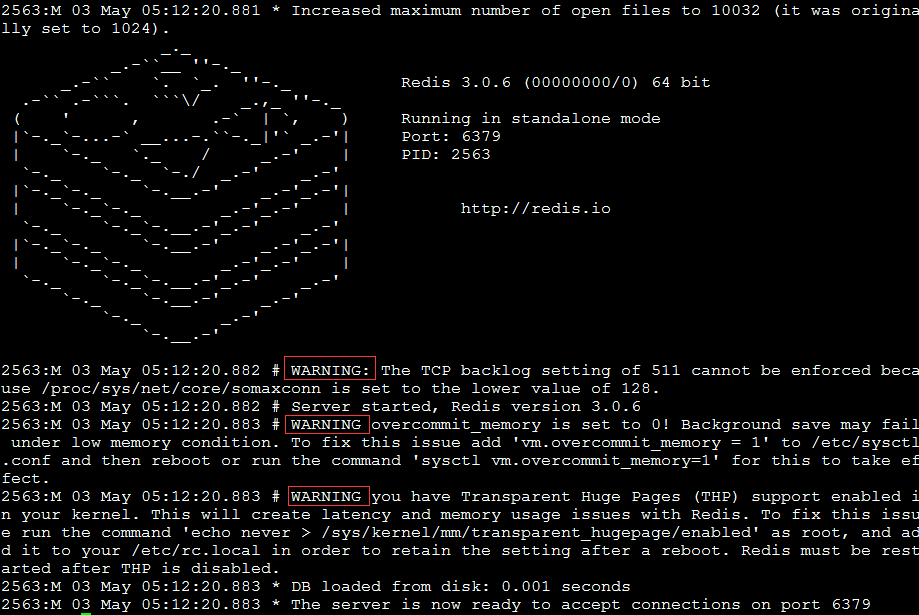 2563:M 03 May 05:12:20.881 * Increased maximum number of open files to 10032 (it was origina
lly set to 1024).
Redis 3.0.6 (00000000/0) 64 bit
Running in standalone mode
Port: 6379
PID: 2563
http://redis.io
2563:M 03 May 05:12:20.882 # WARNING: The TCP backlog setting of 511 cannot be enforced beca
use /proc/sys/net/core/somaxconn is set to the lower value of 128.
2563:M 03 May 05:12:20.882 # Server started, Redis version 3.0.6
2563:M 03 May 05:12:20.883 # WARNING overcommit_memory is set to 0! Background save may fail
 under low memory condition. To fix this issue add 'vm.overcommit_memory = 1' to /etc/sysctl
.conf and then reboot or run the command 'sysctl vm.overcommit_memory=1' for this to take ef
fect.
2563:M 03 May 05:12:20.883 # WARNING you have Transparent Huge Pages (THP) support enabled i
n your kernel. This will create latency and memory usage issues with Redis. To fix this issu
e run the command 'echo never > /sys/kernel/mm/transparent_hugepage/enabled' as root, and ad
d it to your /etc/rc.local in order to retain the setting after a reboot. Redis must be rest
arted after THP is disabled.
2563:M 03 May 05:12:20.883 * DB loaded from disk: 0.001 seconds
2563:M 03 May 05:12:20.883 * The server is now ready to accept connections on port 6379